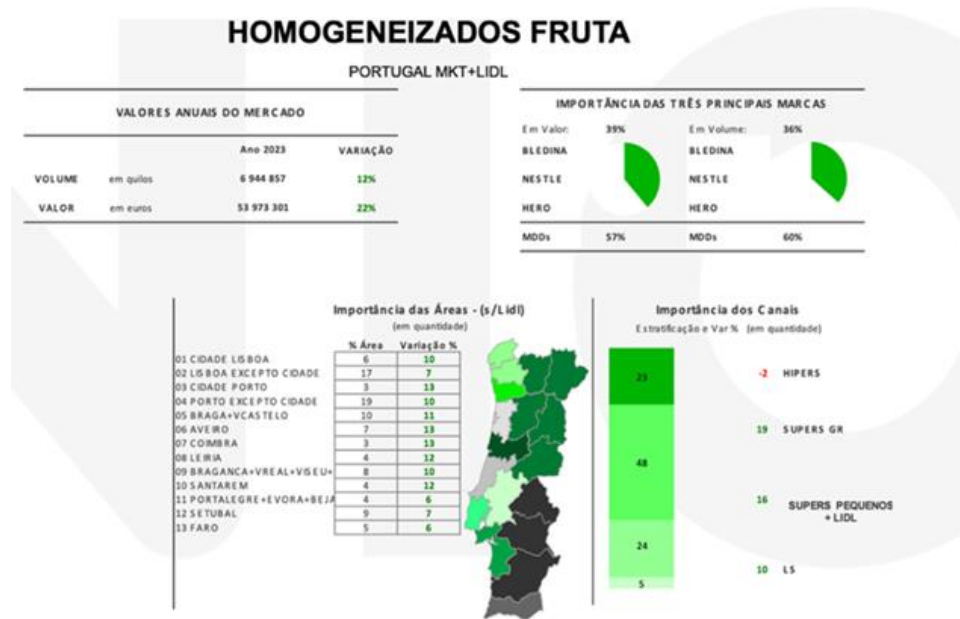 HOMOGENEIZADOS FRUTA
PORTUGAL MKT+LIDL
VALORES ANUAIS DO MERCADO
Ano 2023 VARIAÇÃO
VOLUME em quilos 6 944 857 12%
VALOR em euros 53 973 301 22%
IMPORTÂNCIA DAS TRÊS PRINCIPAIS MARCAS
Em Valor: 39% Em Volume: 36%
BLEDINA BLEDINA
NESTLE NESTLE
HERO HERO
MDDs 57% MDDs 60%
Importância das Áreas - (s/Lidl)
(em quantidade)
% Área Variação %
01 CIDADE LISBOA 6 10
02 LISBOA EXCEPTO CIDADE 17 7
03 CIDADE PORTO 3 13
04 PORTO EXCEPTO CIDADE 19 10
05 BRAGA+VCASTELO 10 11
06 AVEIRO 7 13
07 COIMBRA 3 13
08 LEIRIA 4 12
09 BRAGANCA+VREAL+VISEU+ 8 10
10 SANTAREM 4 12
11 PORTALEGRE+EVORA+BEJA 4 6
12 SETUBAL 9 7
13 FARO 5 6
Importância dos Canais
Estratificação e Var % (em quantidade)
23 -2 HIPERS
48 19 SUPERS GR
24 16 SUPERS PEQUENOS
+ LIDL
5 10 LS